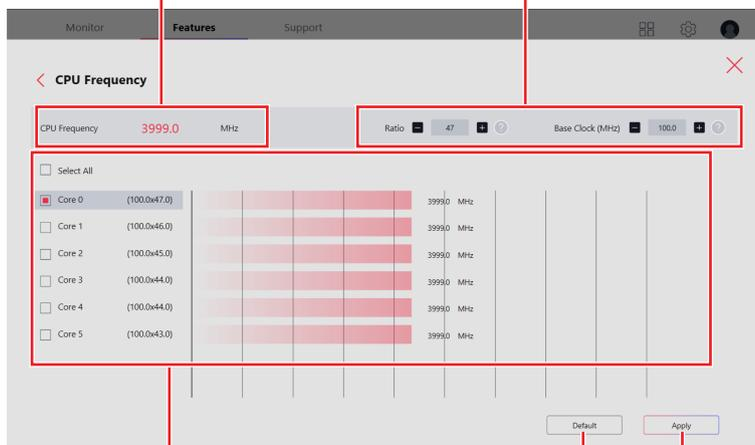 Monitor Features Support
CPU Frequency
CPU Frequency 3999.0 MHz Ratio 47 ? Base Clock (MHz) 100.0 ?
Select All
Core 0 (100.0x47.0) 3999.0 MHz
Core 1 (100.0x46.0) 3999.0 MHz
Core 2 (100.0x45.0) 3999.0 MHz
Core 3 (100.0x44.0) 3999.0 MHz
Core 4 (100.0x44.0) 3999.0 MHz
Core 5 (100.0x43.0) 3999.0 MHz
Default Apply